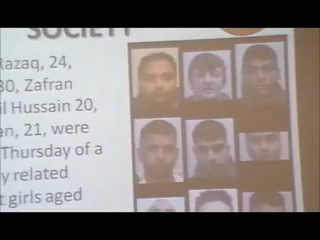 SOCIETY
Razaq, 24,
30, Zafran
il Hussain 20,
an, 21, were
Thursday of a
y related
t girls aged